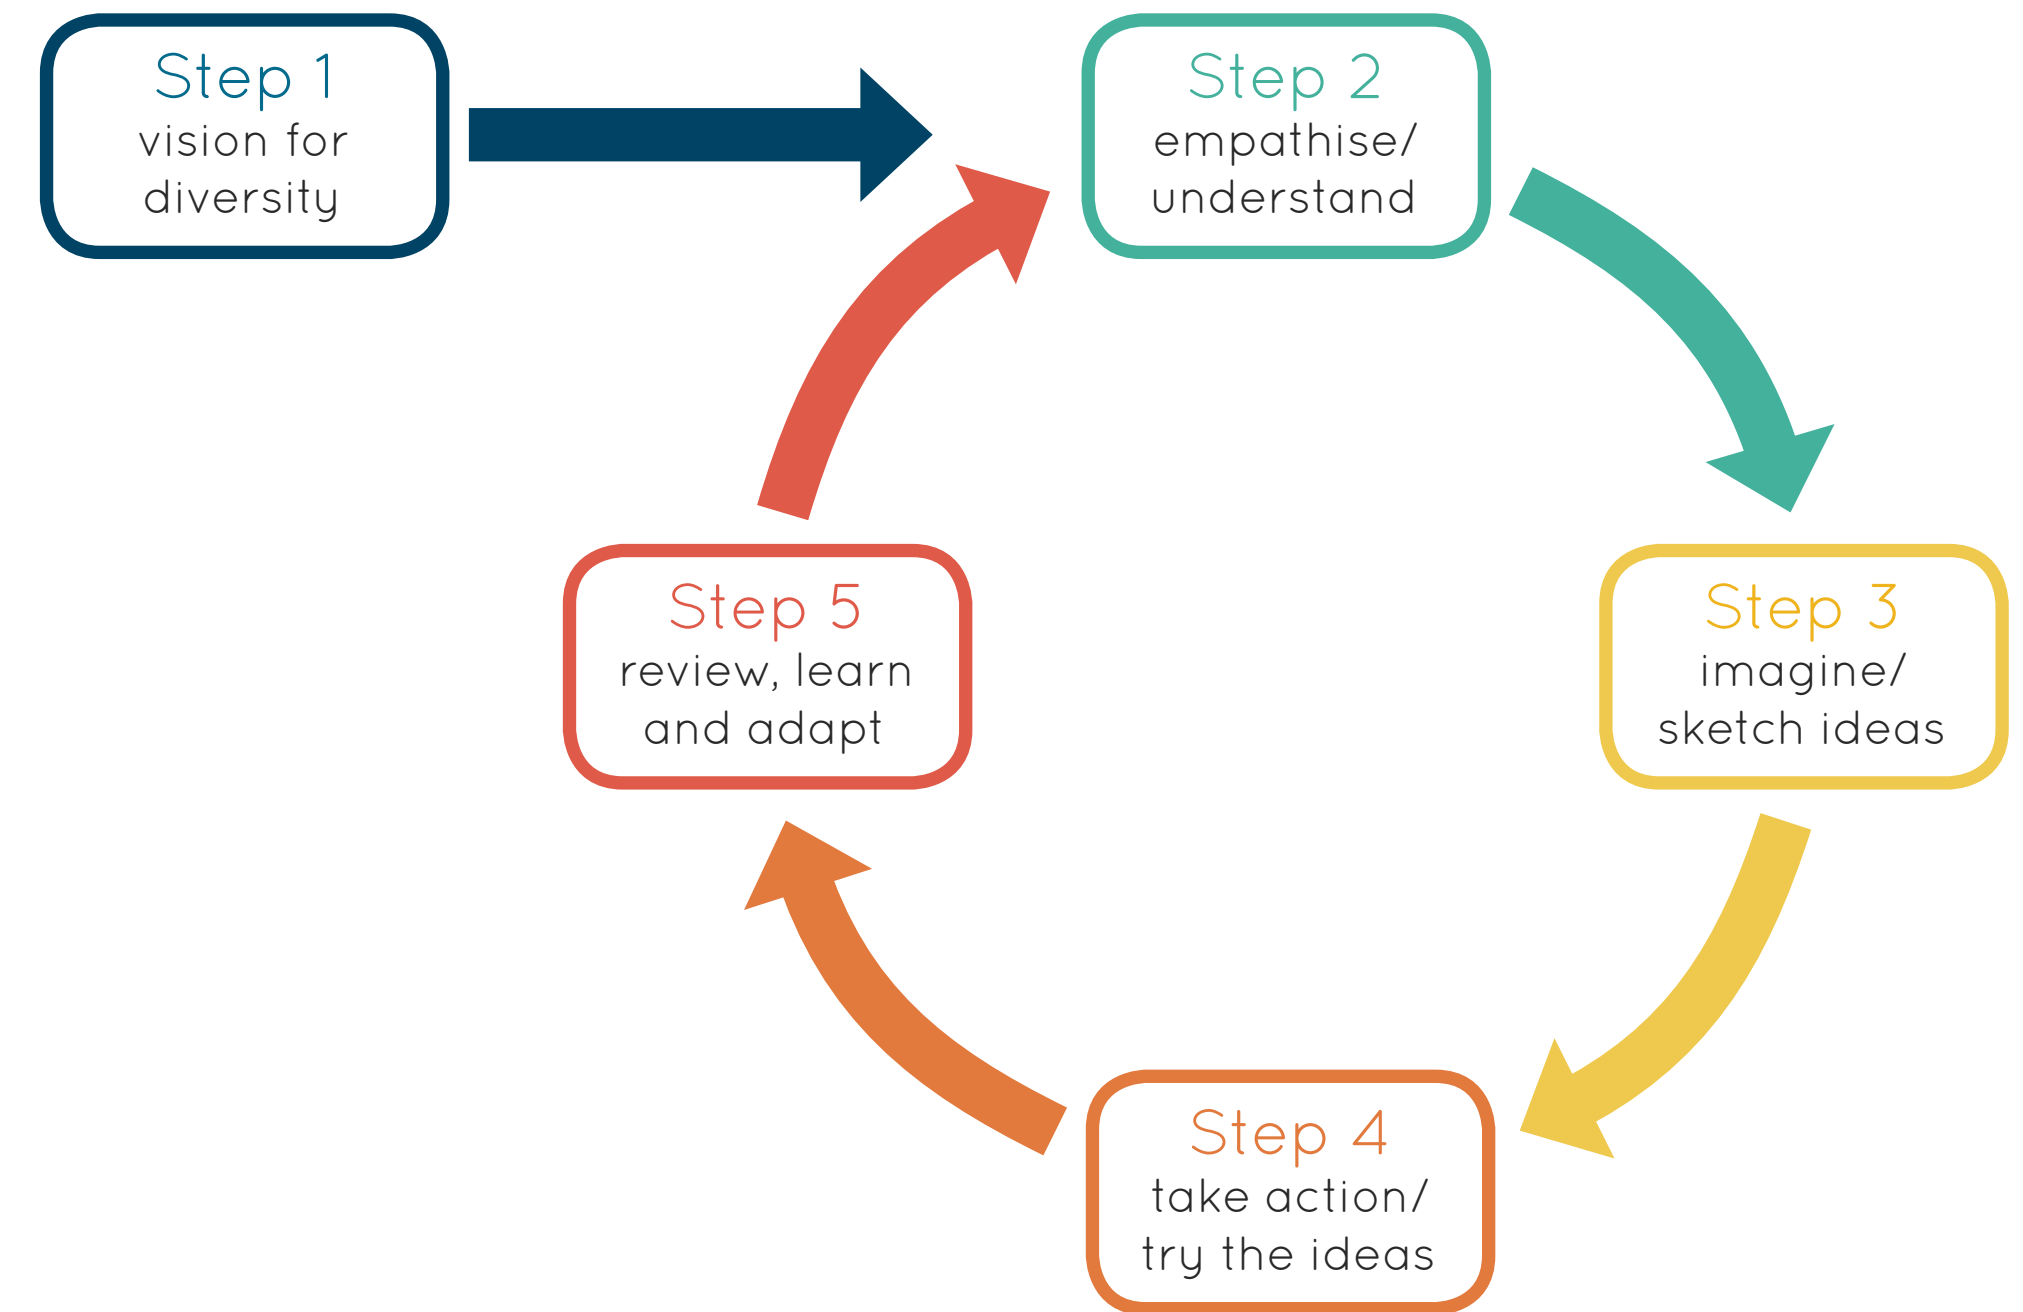 Step 1
vision for
diversity
Step 2
empathise/
understand
Step 3
imagine/
sketch ideas
Step 4
take action/
try the ideas
Step 5
review, learn
and adapt